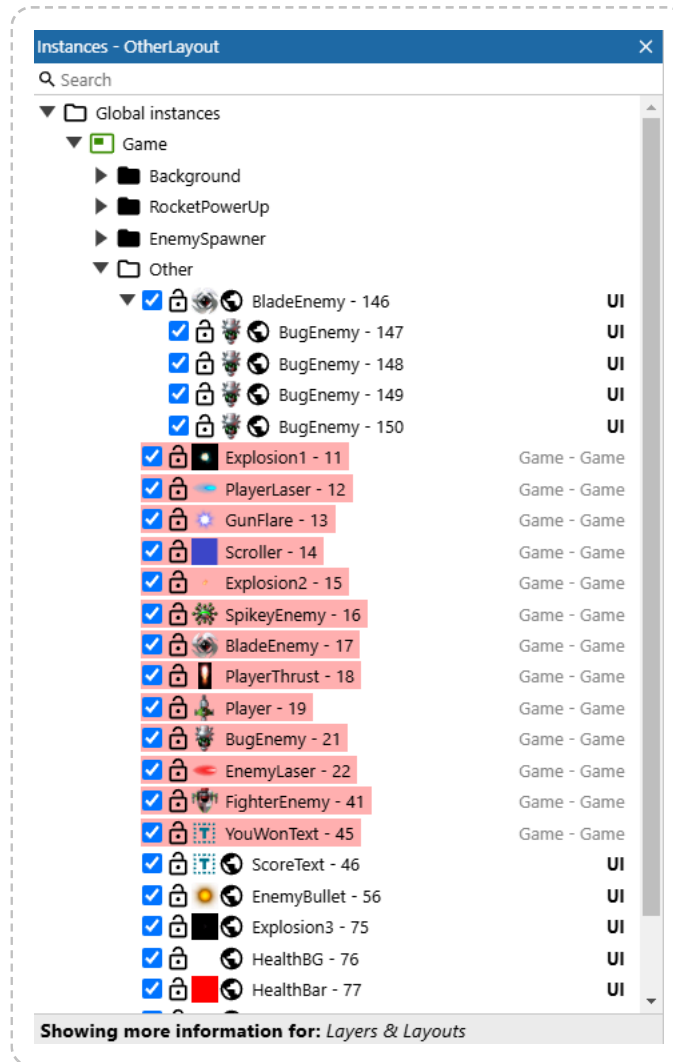 Instances - OtherLayout
Search
Global instances
Game
Background
RocketPowerUp
EnemySpawner
Other
BladeEnemy - 146 UI
BugEnemy - 147 UI
BugEnemy - 148 UI
BugEnemy - 149 UI
BugEnemy - 150 UI
Explosion1 - 11 Game - Game
PlayerLaser - 12 Game - Game
GunFlare - 13 Game - Game
Scroller - 14 Game - Game
Explosion2 - 15 Game - Game
SpikeyEnemy - 16 Game - Game
BladeEnemy - 17 Game - Game
PlayerThrust - 18 Game - Game
Player - 19 Game - Game
BugEnemy - 21 Game - Game
EnemyLaser - 22 Game - Game
FighterEnemy - 41 Game - Game
T YouWonText - 45 Game - Game
T ScoreText - 46 UI
EnemyBullet - 56 UI
Explosion3 - 75 UI
HealthBG - 76 UI
HealthBar - 77 UI
Showing more information for: Layers & Layouts